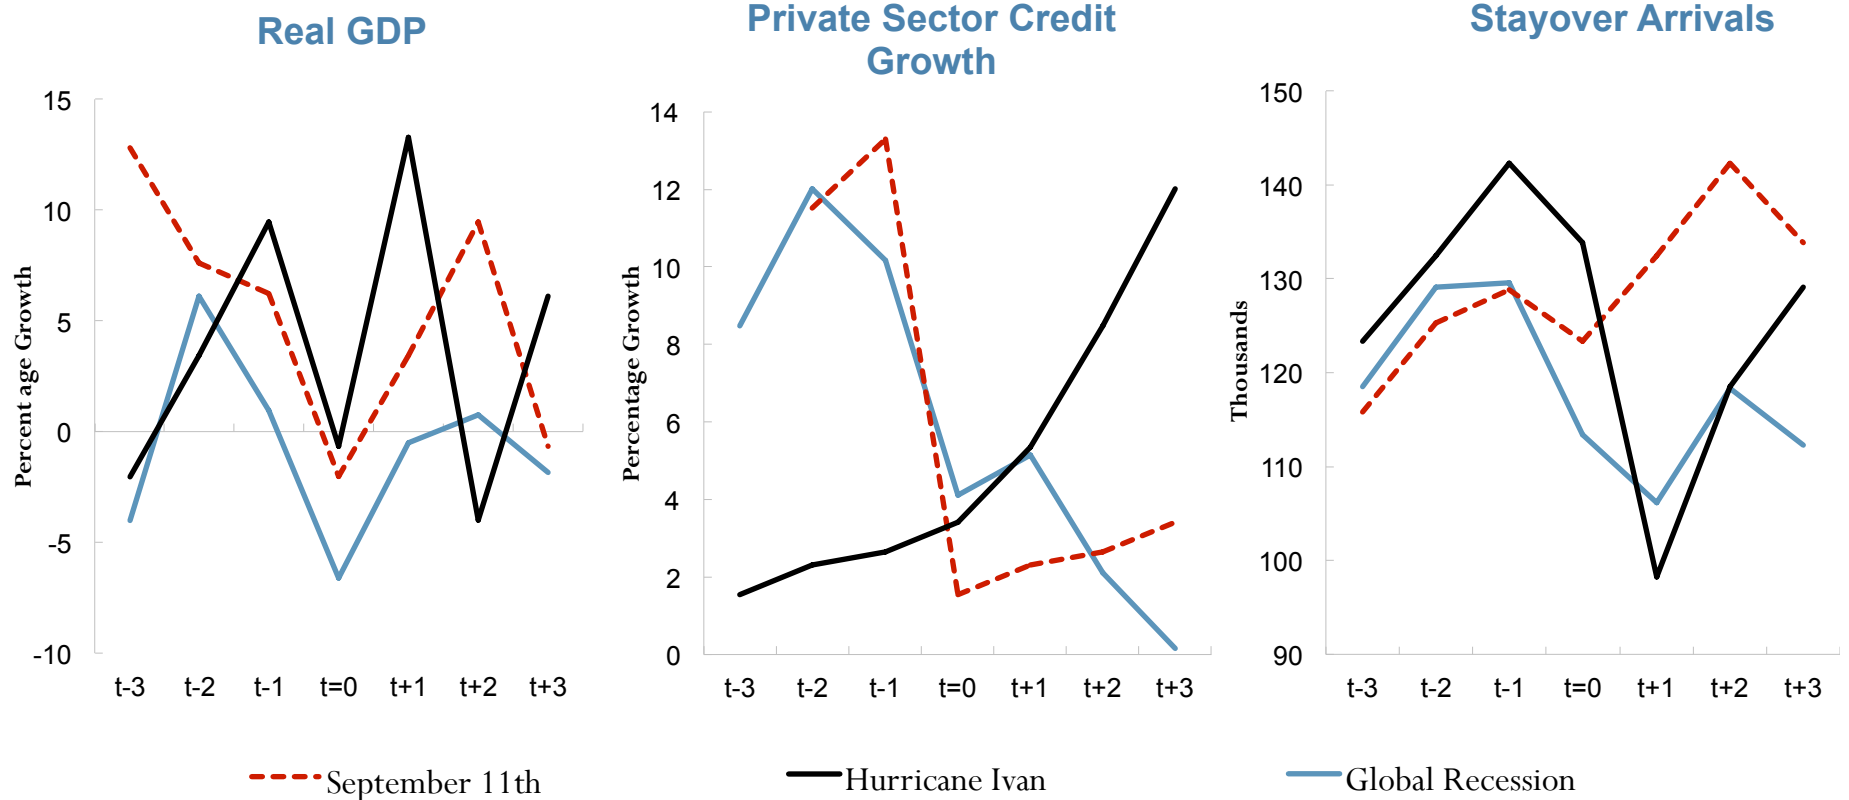 Real GDP
Percent age Growth
15
10
5
0
-5
-10
t-3 t-2 t-1 t=0 t+1 t+2 t+3
Private Sector Credit
Growth
Percentage Growth
14
12
10
8
6
4
2
0
t-3 t-2 t-1 t=0 t+1 t+2 t+3
Stayover Arrivals
Thousands
150
140
130
120
110
100
90
t-3 t-2 t-1 t=0 t+1 t+2 t+3
September 11th
Hurricane Ivan
Global Recession